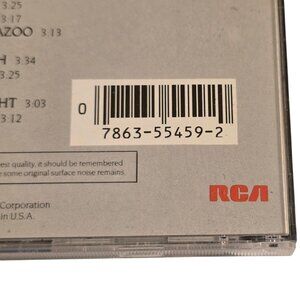 3.25
3.17
AZOO 3.13
H 3.34
3.25
HT 3:03
3.12
0
7863-55459-2
est quality, it should be remembered
some original surface noise remains.
RCA
Corporation
in U.S.A.